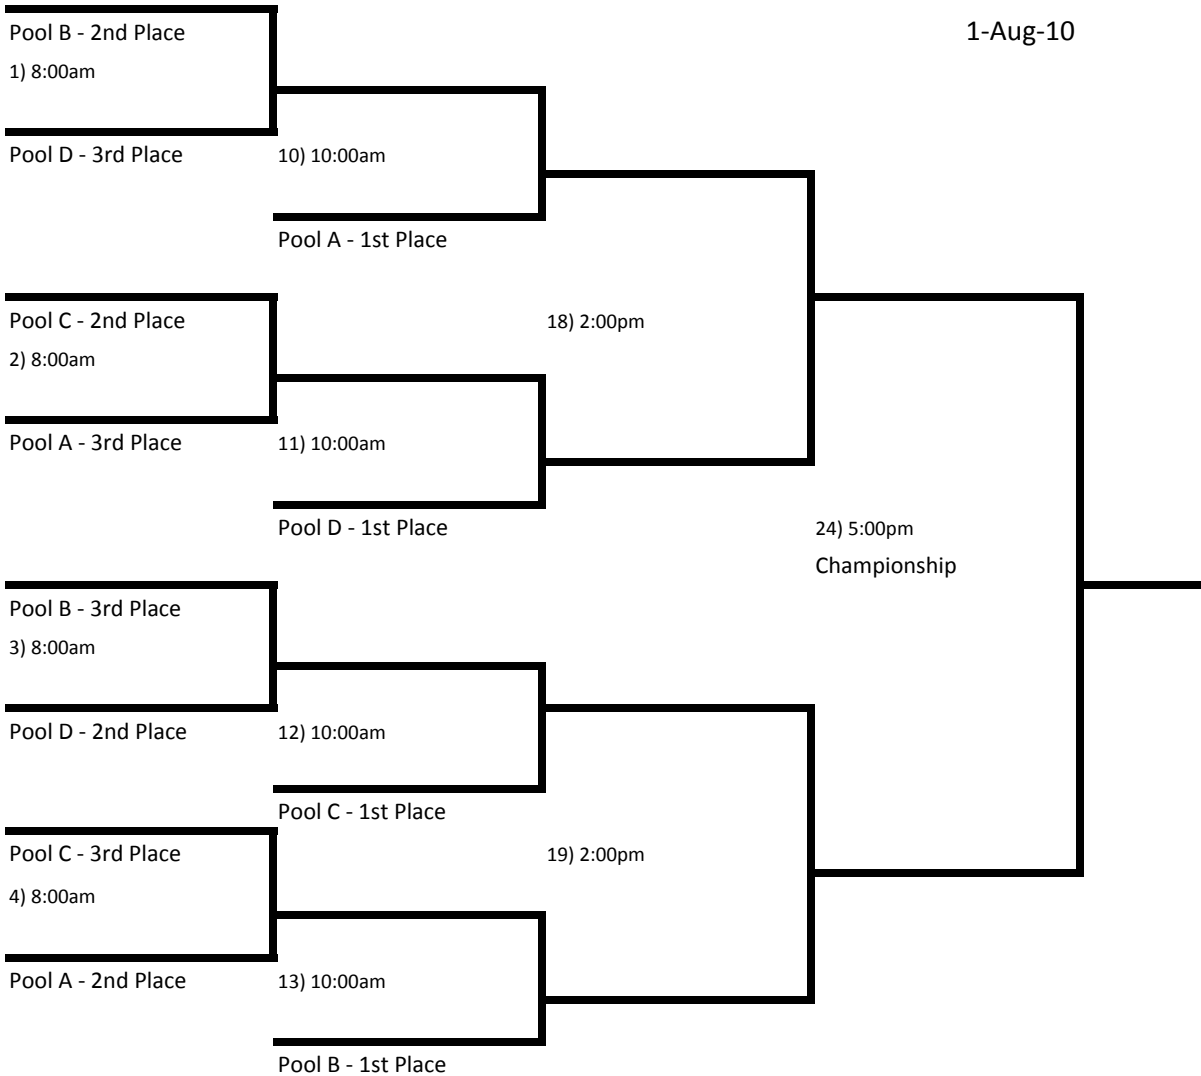 Pool B - 2nd Place
1-Aug-10
1) 8:00am
Pool D - 3rd Place
10) 10:00am
Pool A - 1st Place
Pool C - 2nd Place
18) 2:00pm
2) 8:00am
Pool A - 3rd Place
11) 10:00am
Pool D - 1st Place
24) 5:00pm
Championship
Pool B - 3rd Place
3) 8:00am
Pool D - 2nd Place
12) 10:00am
Pool C - 1st Place
Pool C - 3rd Place
19) 2:00pm
4) 8:00am
Pool A - 2nd Place
13) 10:00am
Pool B - 1st Place